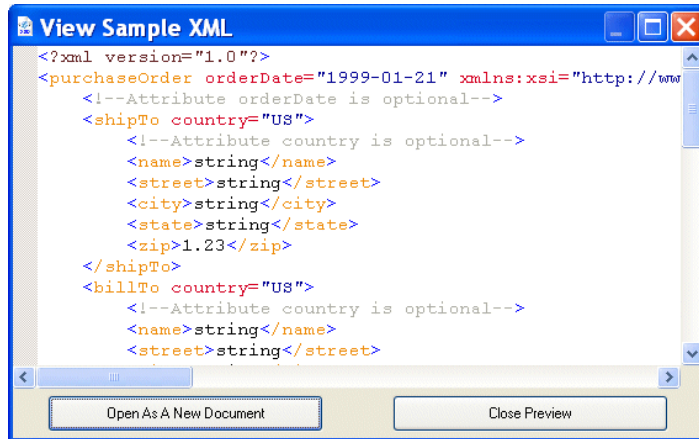 View Sample XML
<?xml version="1.0"?>
<purchaseOrder orderDate="1999-01-21" xmlns:xsi="http://ww
<!--Attribute orderDate is optional-->
<shipTo country="US">
<!--Attribute country is optional-->
<name>string</name>
<street>string</street>
<city>string</city>
<state>string</state>
<zip>1.23</zip>
</shipTo>
<billTo country="US">
<!--Attribute country is optional-->
<name>string</name>
<street>string</street>
Open As A New Document
Close Preview